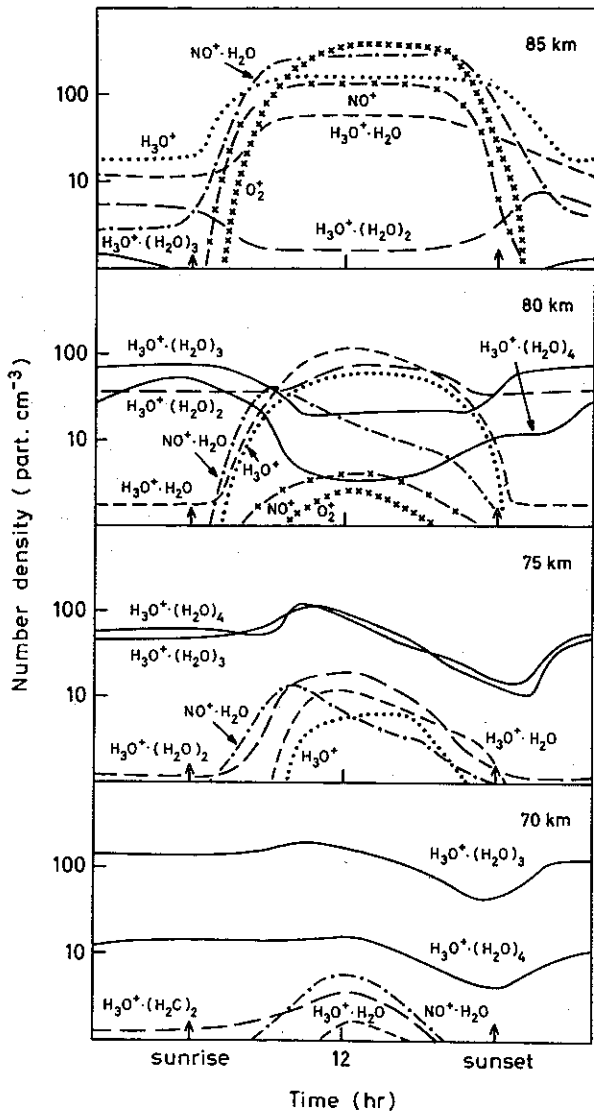 85 km
NO⁺·H₂O
100
NO⁺
H₃O⁺
H₃O⁺·H₂O
10
O₂⁺
H₃O⁺·(H₂O)₂
H₃O⁺·(H₂O)₃
80 km
H₃O⁺·(H₂O)₃
H₃O⁺·(H₂O)₄
100
H₃O⁺·(H₂O)₂
NO⁺·H₂O
10
H₃O⁺
H₃O⁺·H₂O
NO⁺
O₂⁺
75 km
H₃O⁺·(H₂O)₄
100
H₃O⁺·(H₂O)₃
10
NO⁺·H₂O
H₃O⁺·(H₂O)₂
H₃O⁺
H₃O⁺·H₂O
70 km
100
H₃O⁺·(H₂O)₃
10
H₃O⁺·(H₂O)₄
H₃O⁺·(H₂C)₂
H₃O⁺·H₂O
NO⁺·H₂O
sunrise
12
sunset
Time (hr)
Number density (part. cm⁻³)